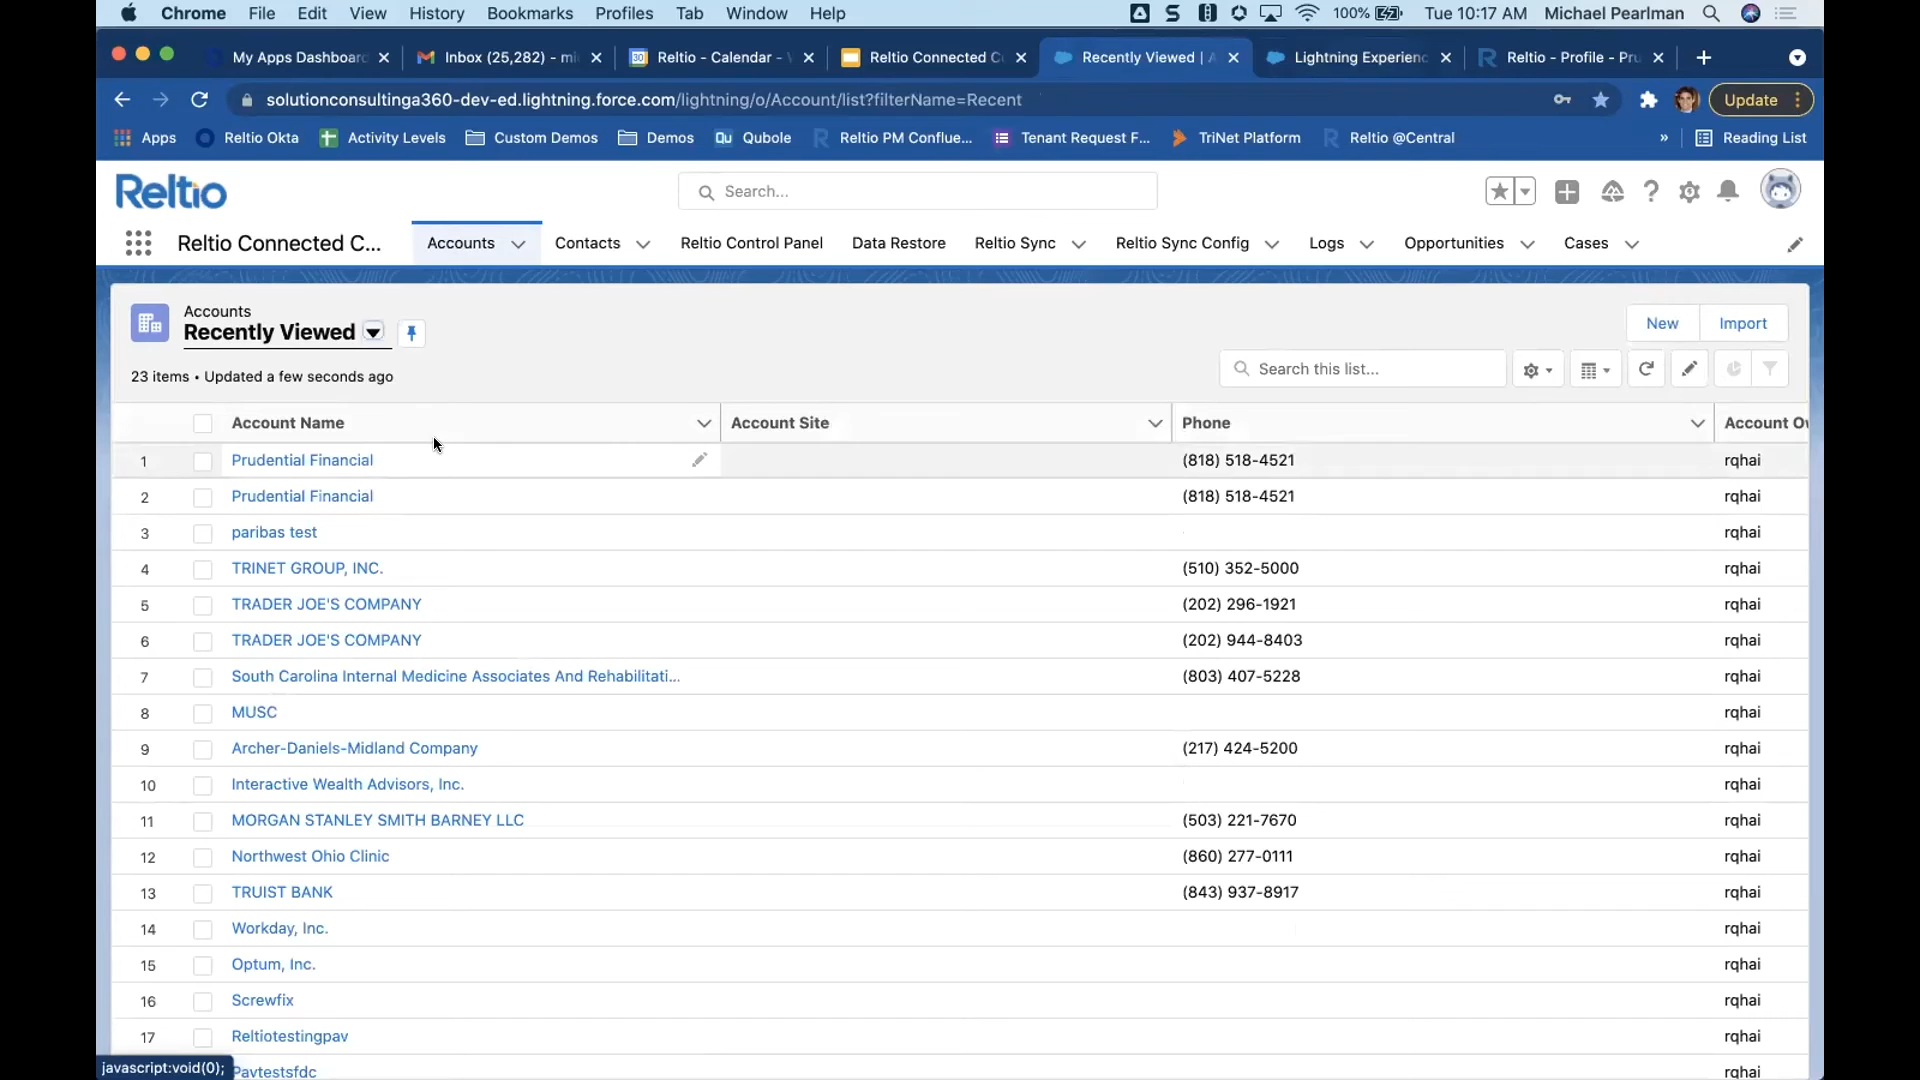 Chrome File Edit View History Bookmarks Profiles Tab Window Help 100% Tue 10:17 AM Michael Pearlman
My Apps Dashboard Inbox (25,282) - mi Reltio - Calendar - Reltio Connected C Recently Viewed | A Lightning Experienc Reltio - Profile - Pru
solutionconsultinga360-dev-ed.lightning.force.com/lightning/o/Account/list?filterName=Recent Update
Apps Reltio Okta Activity Levels Custom Demos Demos Qu Qubole Reltio PM Conflue... Tenant Request F... TriNet Platform Reltio @Central » Reading List
Reltio Search...
Reltio Connected C... Accounts Contacts Reltio Control Panel Data Restore Reltio Sync Reltio Sync Config Logs Opportunities Cases
Accounts
Recently Viewed New Import
23 items • Updated a few seconds ago Search this list...
Account Name Account Site Phone Account Ow
1 Prudential Financial (818) 518-4521 rqhai
2 Prudential Financial (818) 518-4521 rqhai
3 paribas test rqhai
4 TRINET GROUP, INC. (510) 352-5000 rqhai
5 TRADER JOE'S COMPANY (202) 296-1921 rqhai
6 TRADER JOE'S COMPANY (202) 944-8403 rqhai
7 South Carolina Internal Medicine Associates And Rehabilitati... (803) 407-5228 rqhai
8 MUSC rqhai
9 Archer-Daniels-Midland Company (217) 424-5200 rqhai
10 Interactive Wealth Advisors, Inc. rqhai
11 MORGAN STANLEY SMITH BARNEY LLC (503) 221-7670 rqhai
12 Northwest Ohio Clinic (860) 277-0111 rqhai
13 TRUIST BANK (843) 937-8917 rqhai
14 Workday, Inc. rqhai
15 Optum, Inc. rqhai
16 Screwfix rqhai
17 Reltiotestingpav rqhai
javascript:void(0); Pavtestsfdc rqhai